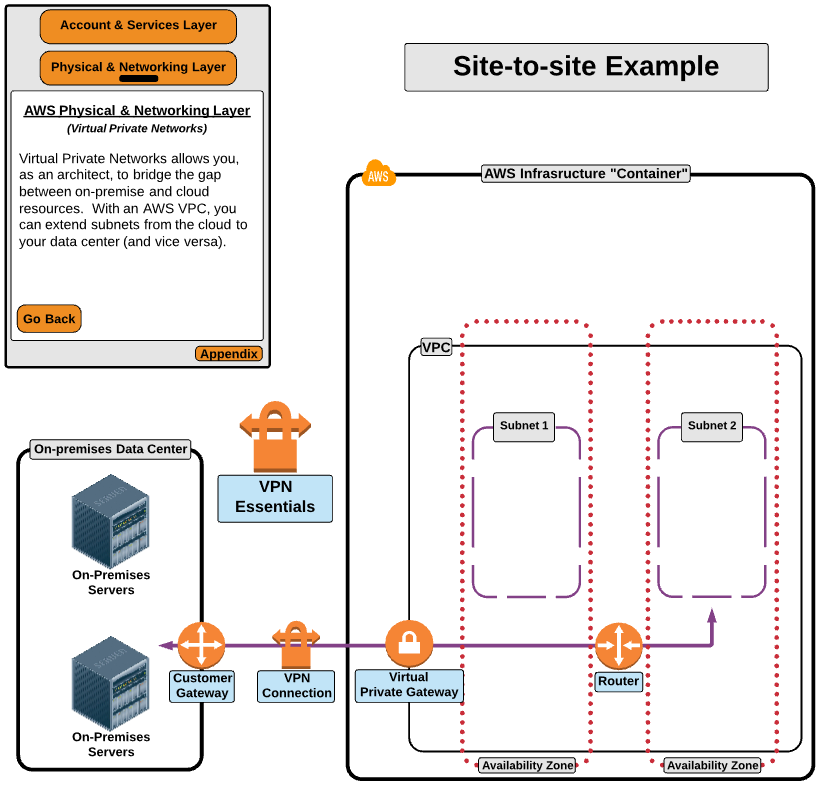 Account & Services Layer
Physical & Networking Layer
AWS Physical & Networking Layer
(Virtual Private Networks)
Virtual Private Networks allows you,
as an architect, to bridge the gap
between on-premise and cloud
resources. With an AWS VPC, you
can extend subnets from the cloud to
your data center (and vice versa).
Go Back
Appendix
Site-to-site Example
AWS
AWS Infrasructure "Container"
VPC
Subnet 1
Subnet 2
On-premises Data Center
VPN
Essentials
On-Premises
Servers
On-Premises
Servers
Customer
Gateway
VPN
Connection
Virtual
Private Gateway
Router
Availability Zone
Availability Zone